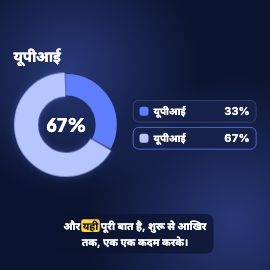 यूपीआई
67%
यूपीआई 33%
यूपीआई 67%
और यही पूरी बात है, शुरू से आखिर
तक, एक एक कदम करके।